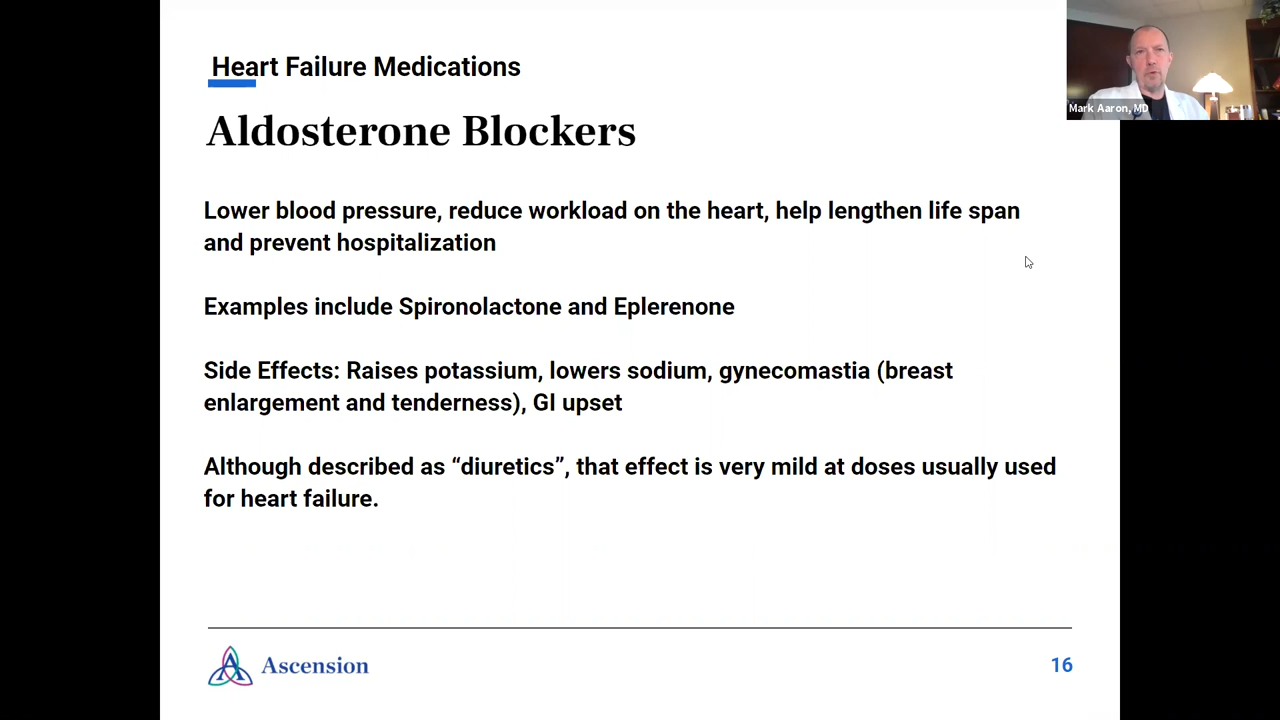 Heart Failure Medications
Mark Aaron, MD
Aldosterone Blockers
Lower blood pressure, reduce workload on the heart, help lengthen life span
and prevent hospitalization
Examples include Spironolactone and Eplerenone
Side Effects: Raises potassium, lowers sodium, gynecomastia (breast
enlargement and tenderness), GI upset
Although described as “diuretics”, that effect is very mild at doses usually used
for heart failure.
Ascension
16